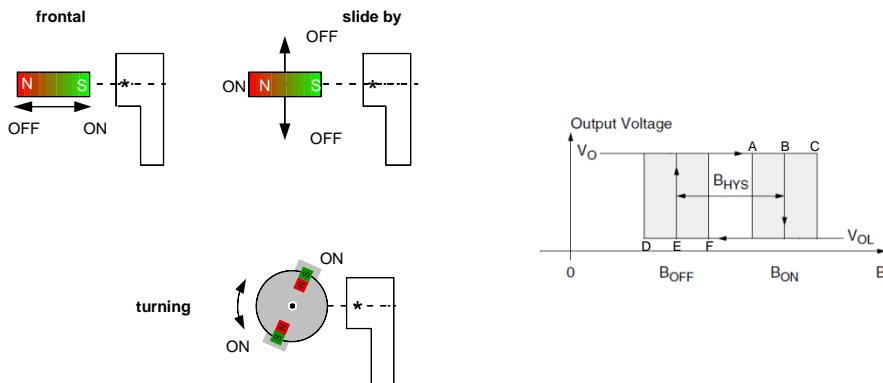 frontal
N S *
OFF ON
slide by
OFF
ON N S *
OFF
turning
ON
S
N
*
N
S
ON
Output Voltage
VO A B C
BHYS
VOL
D E F
0 BOFF BON B